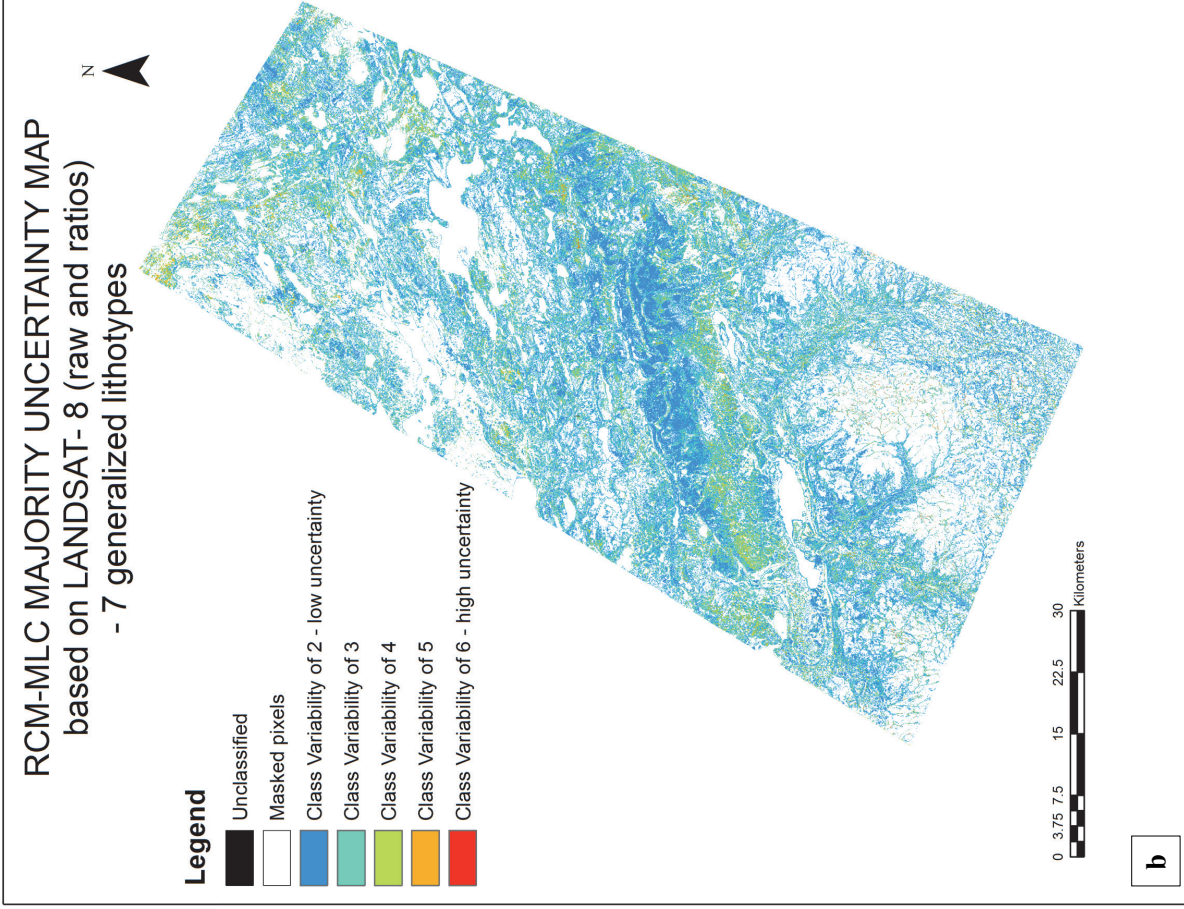 RCM-MLC MAJORITY UNCERTAINTY MAP
based on LANDSAT- 8 (raw and ratios)
- 7 generalized lithotypes
N
Legend
Unclassified
Masked pixels
Class Variability of 2 - low uncertainty
Class Variability of 3
Class Variability of 4
Class Variability of 5
Class Variability of 6 - high uncertainty
0 3.75 7.5 15 22.5 30
Kilometers
b